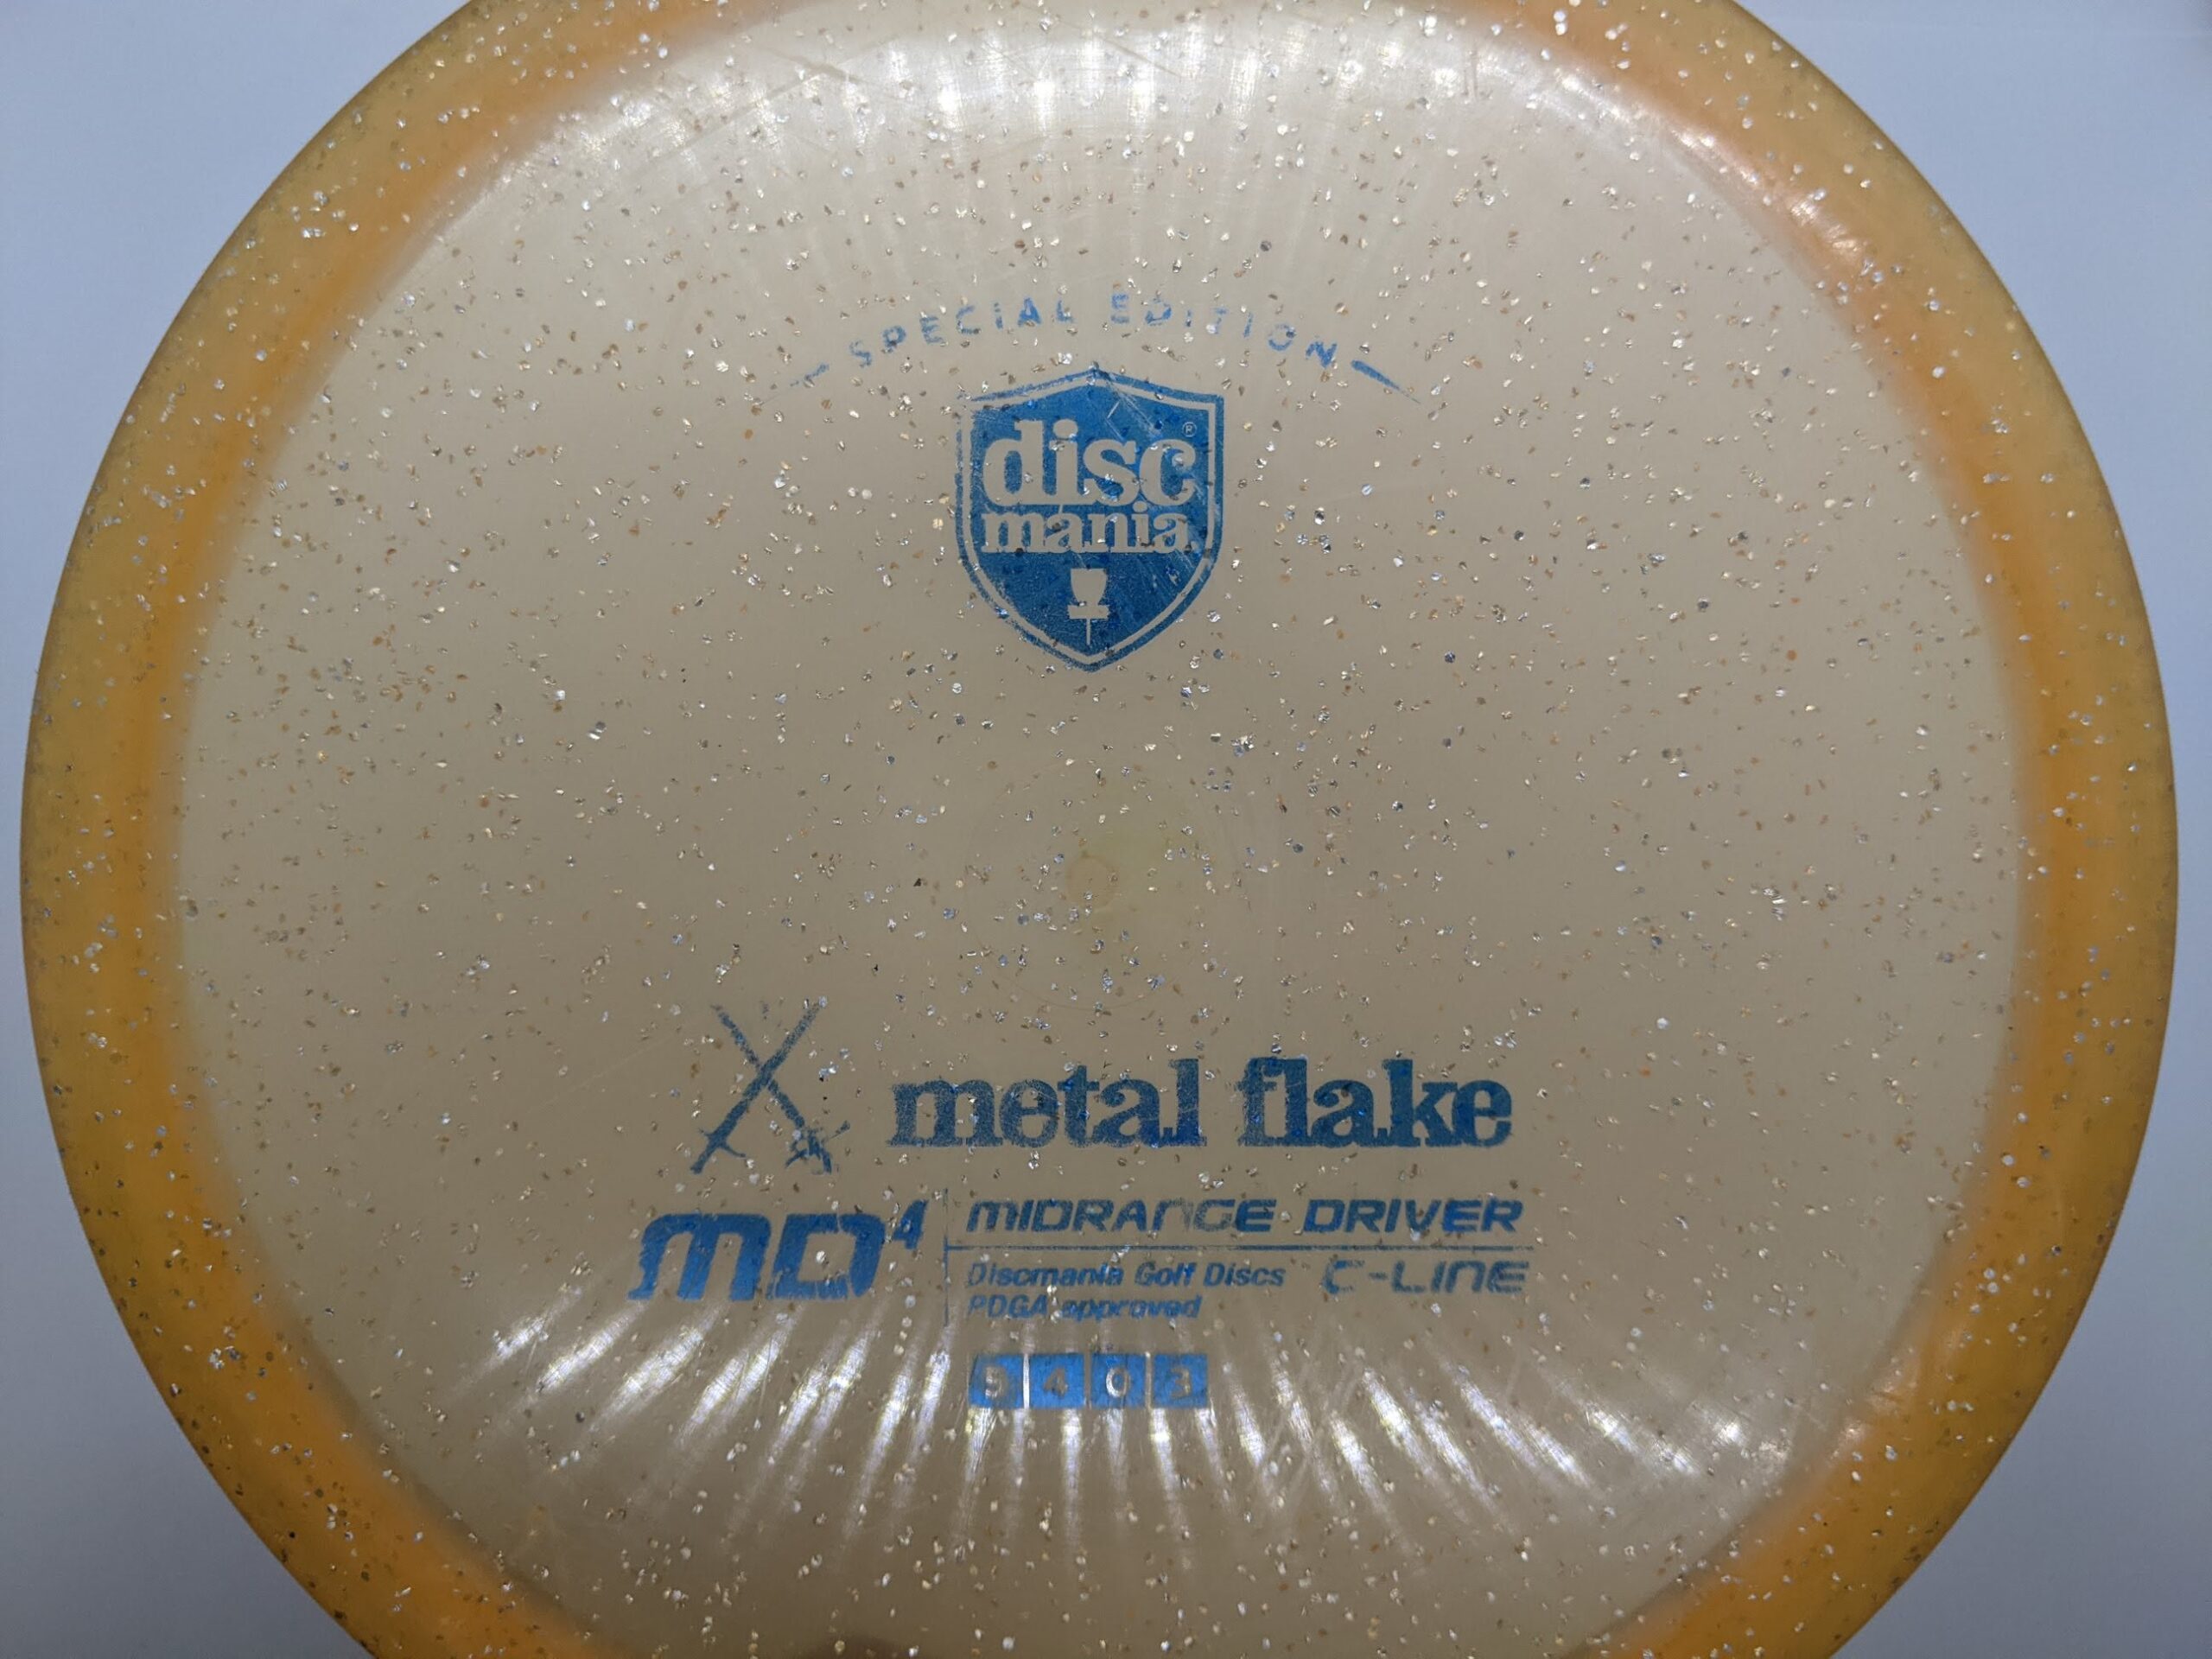 SPECIAL EDITION
disc®
mania
metal flake
MD4 MIDRANGE DRIVER
Discmania Golf Discs C-LINE
PDGA approved
5 4 0 3